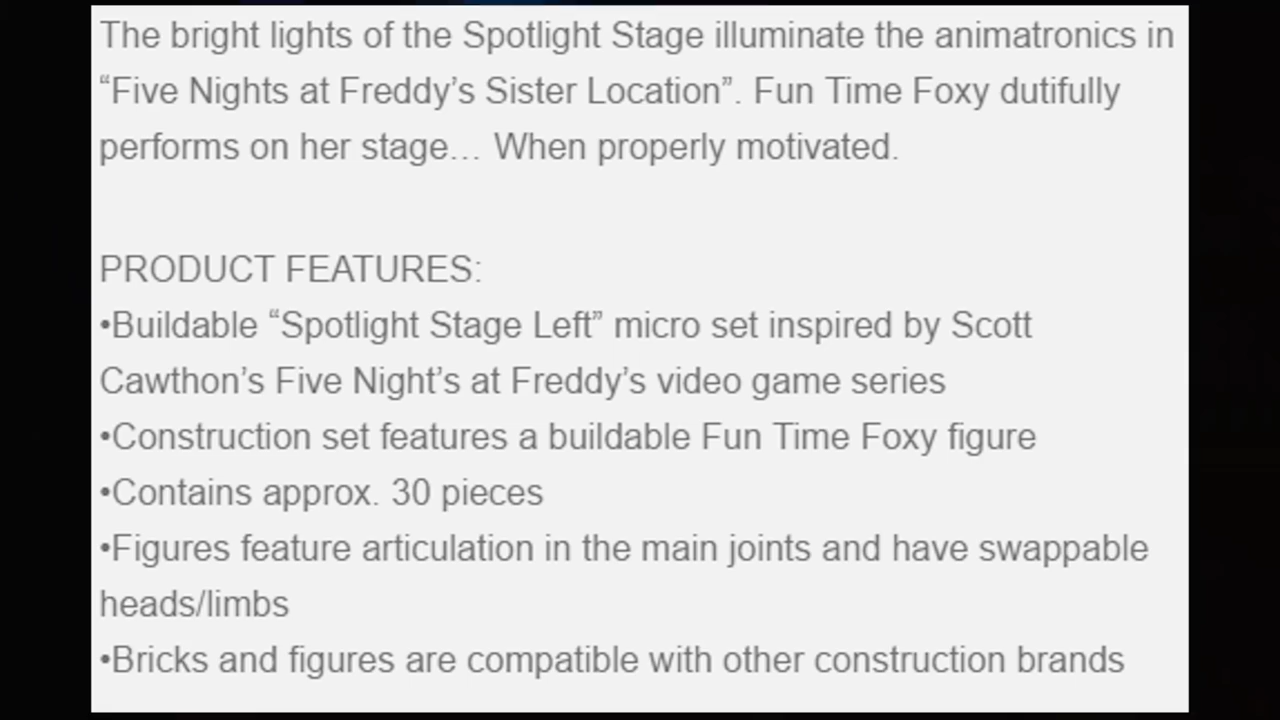 The bright lights of the Spotlight Stage illuminate the animatronics in
“Five Nights at Freddy’s Sister Location”. Fun Time Foxy dutifully
performs on her stage… When properly motivated.
PRODUCT FEATURES:
•Buildable “Spotlight Stage Left” micro set inspired by Scott
Cawthon’s Five Night’s at Freddy’s video game series
•Construction set features a buildable Fun Time Foxy figure
•Contains approx. 30 pieces
•Figures feature articulation in the main joints and have swappable
heads/limbs
•Bricks and figures are compatible with other construction brands